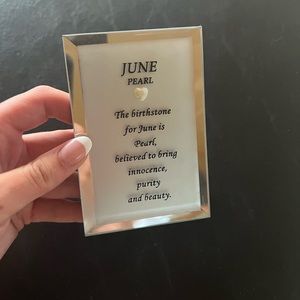 JUNE
PEARL
The birthstone
for June is
Pearl,
believed to bring
innocence,
purity
and beauty.